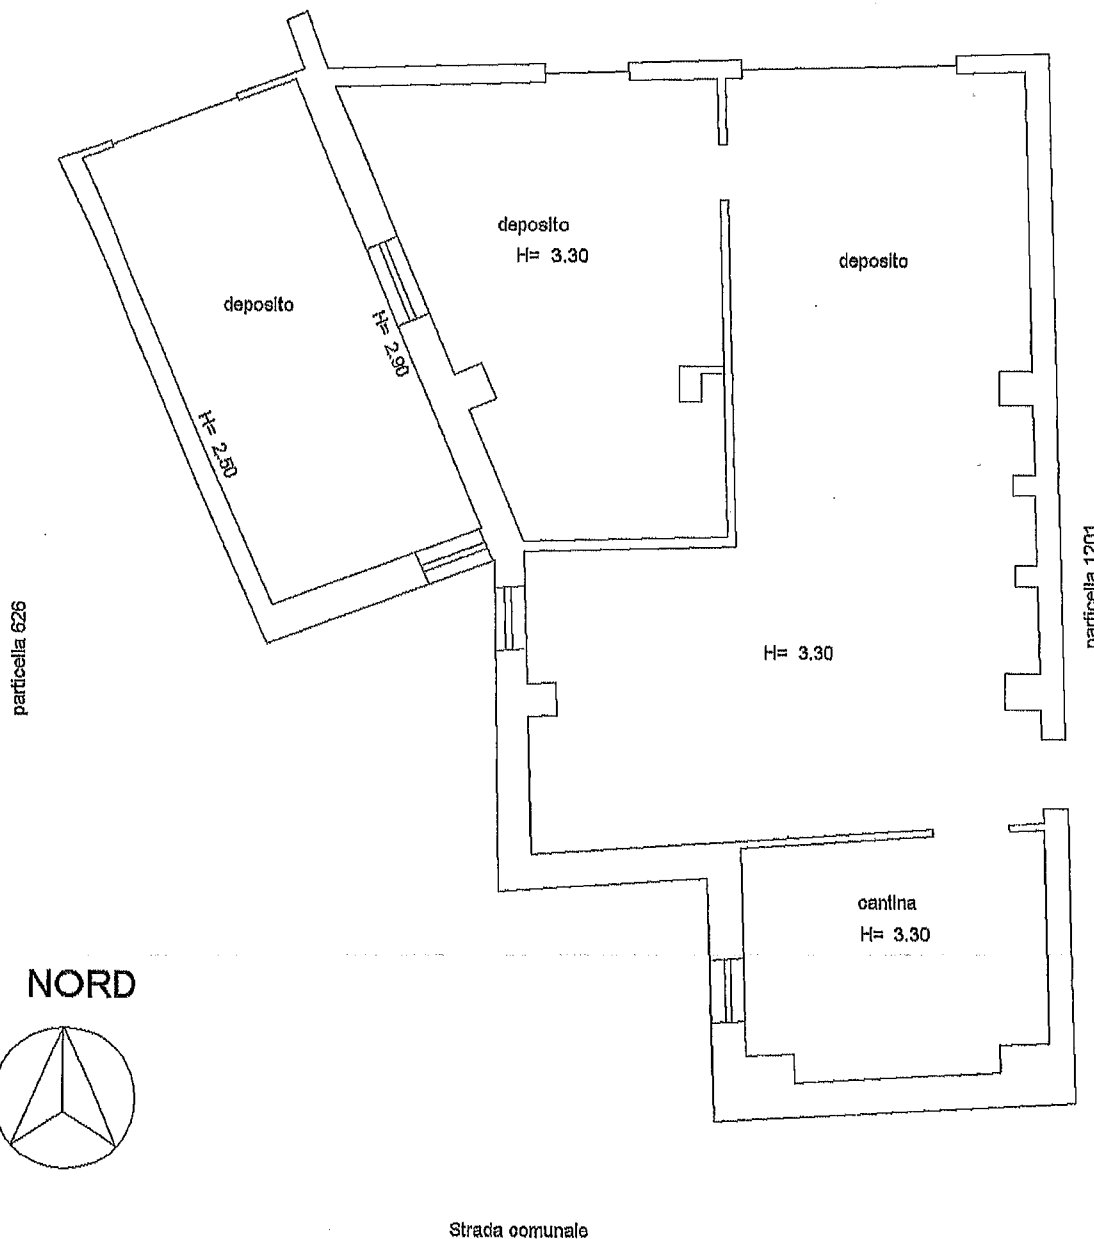 deposito
H= 3.30
deposito
deposito
H= 2.90
H= 2.50
particella 1201
particella 626
H= 3.30
cantina
H= 3.30
NORD
Strada comunale